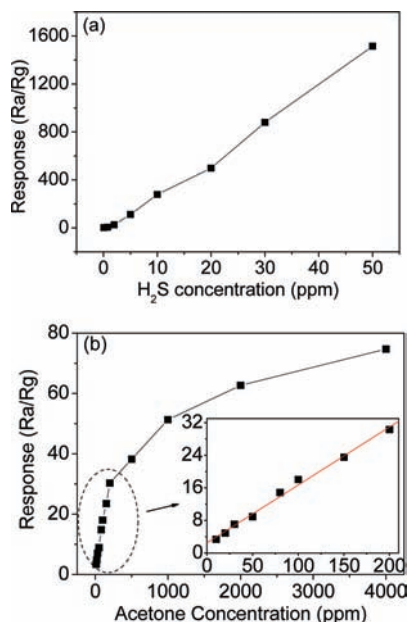 (a)
Response (Ra/Rg)
1600
1200
800
400
0
0 10 20 30 40 50
H₂S concentration (ppm)
(b)
Response (Ra/Rg)
80
60
40
20
0
32
24
16
8
0
0 50 100 150 200
0 1000 2000 3000 4000
Acetone Concentration (ppm)